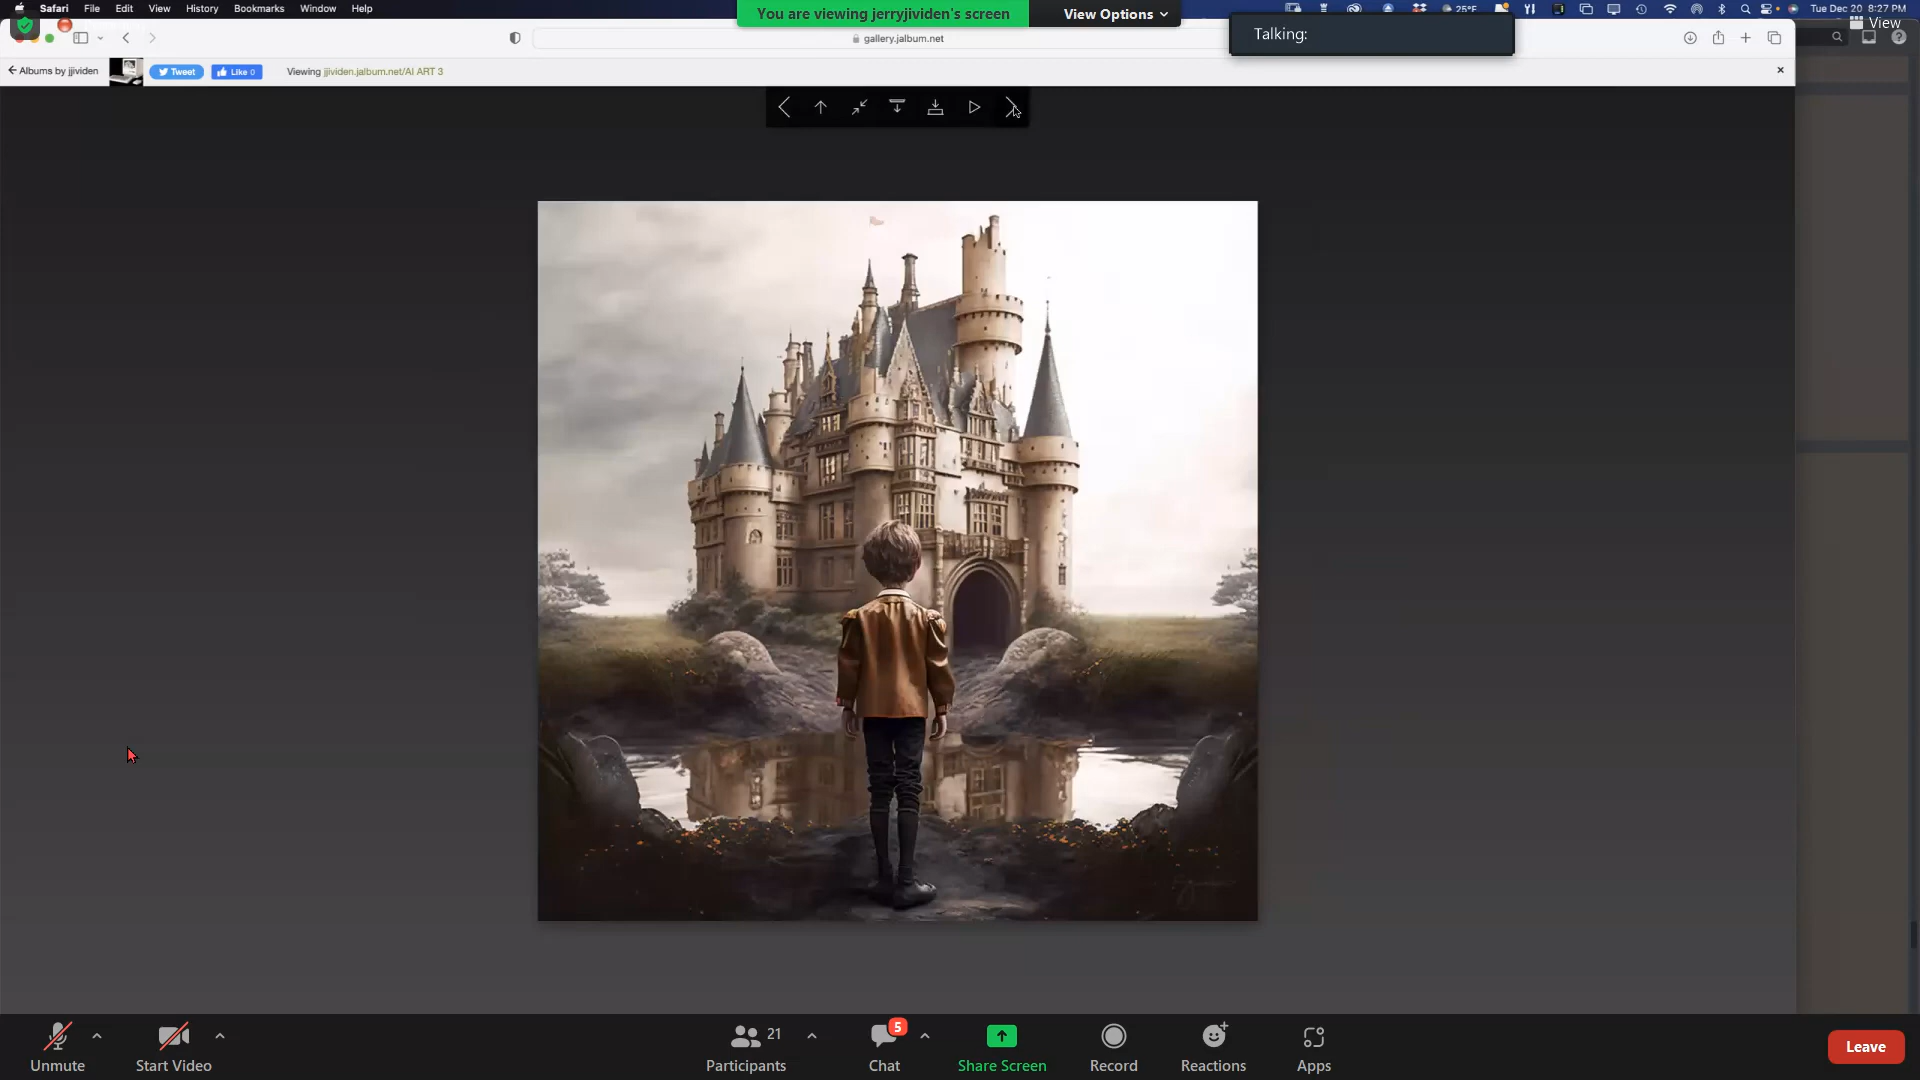 Safari File Edit View History Bookmarks Window Help
You are viewing jerryjividen's screen View Options
25°F Tue Dec 20 8:27 PM
View
Talking:
gallery.jalbum.net
Albums by jjividen Tweet Like 0 Viewing jjividen.jalbum.net/AI ART 3
Unmute Start Video Participants 21 Chat 5 Share Screen Record Reactions Apps Leave